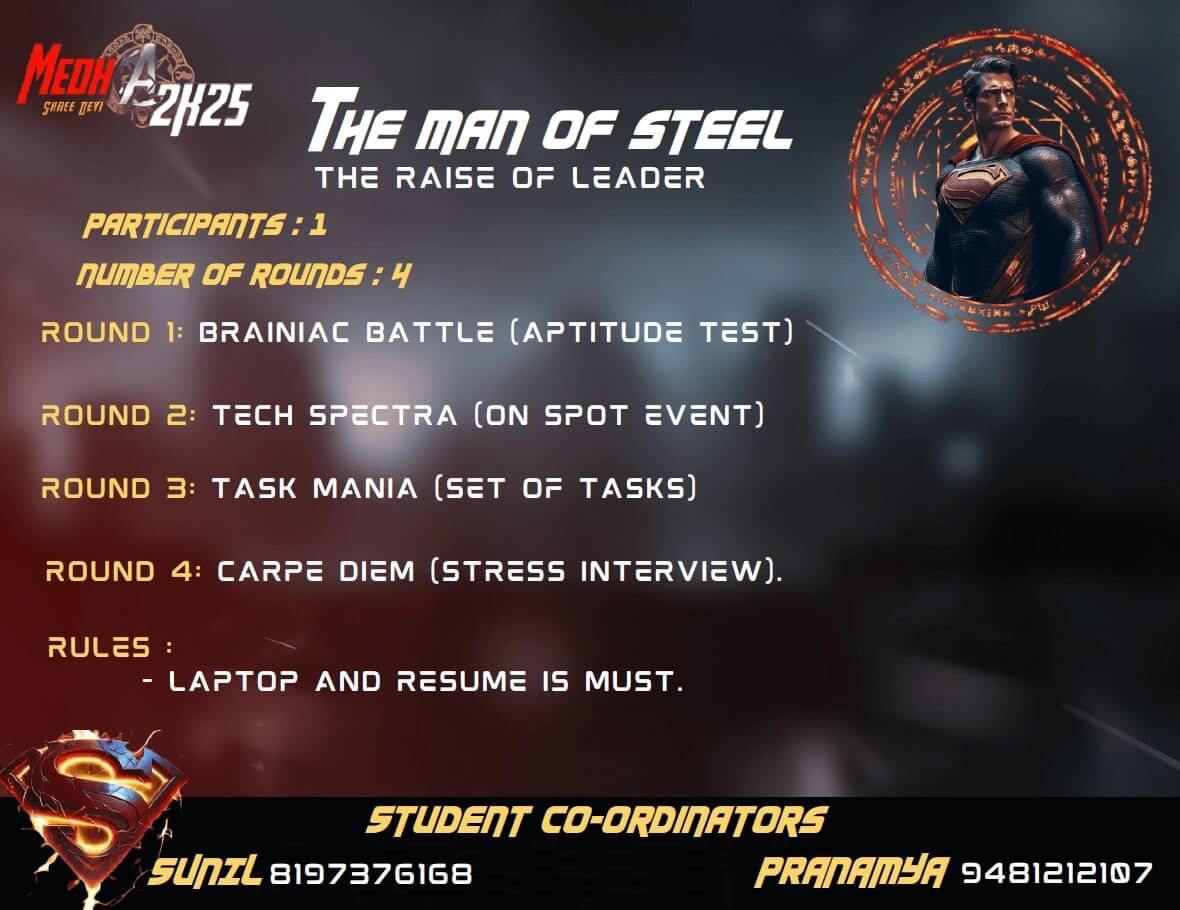 MEDHA 2K25
SHREE DEVI
THE MAN OF STEEL
THE RAISE OF LEADER
PARTICIPANTS : 1
NUMBER OF ROUNDS : 4
ROUND 1: BRAINIAC BATTLE (APTITUDE TEST)
ROUND 2: TECH SPECTRA (ON SPOT EVENT)
ROUND 3: TASK MANIA (SET OF TASKS)
ROUND 4: CARPE DIEM (STRESS INTERVIEW).
RULES :
- LAPTOP AND RESUME IS MUST.
STUDENT CO-ORDINATORS
SUNIL 8197376168
PRANAMYA 9481212107